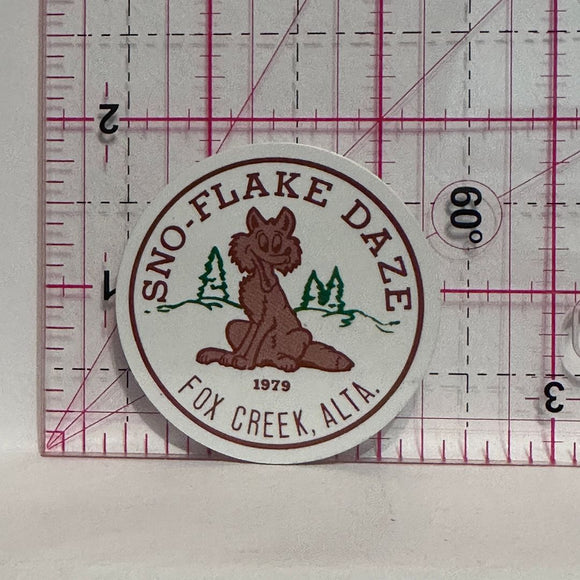 SNO-FLAKE DAZE
1979
FOX CREEK, ALTA.
2
1
60°
3